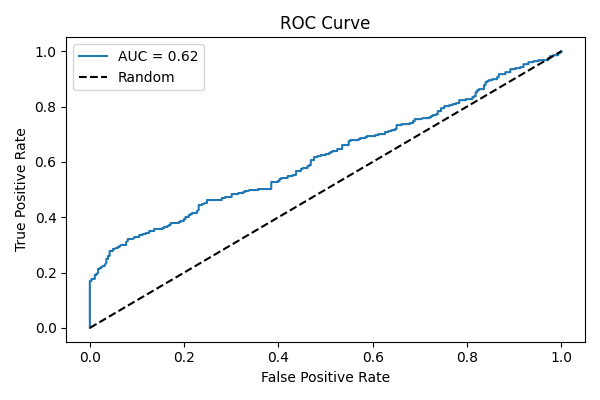 ROC Curve
AUC = 0.62
Random
True Positive Rate
1.0
0.8
0.6
0.4
0.2
0.0
0.0 0.2 0.4 0.6 0.8 1.0
False Positive Rate